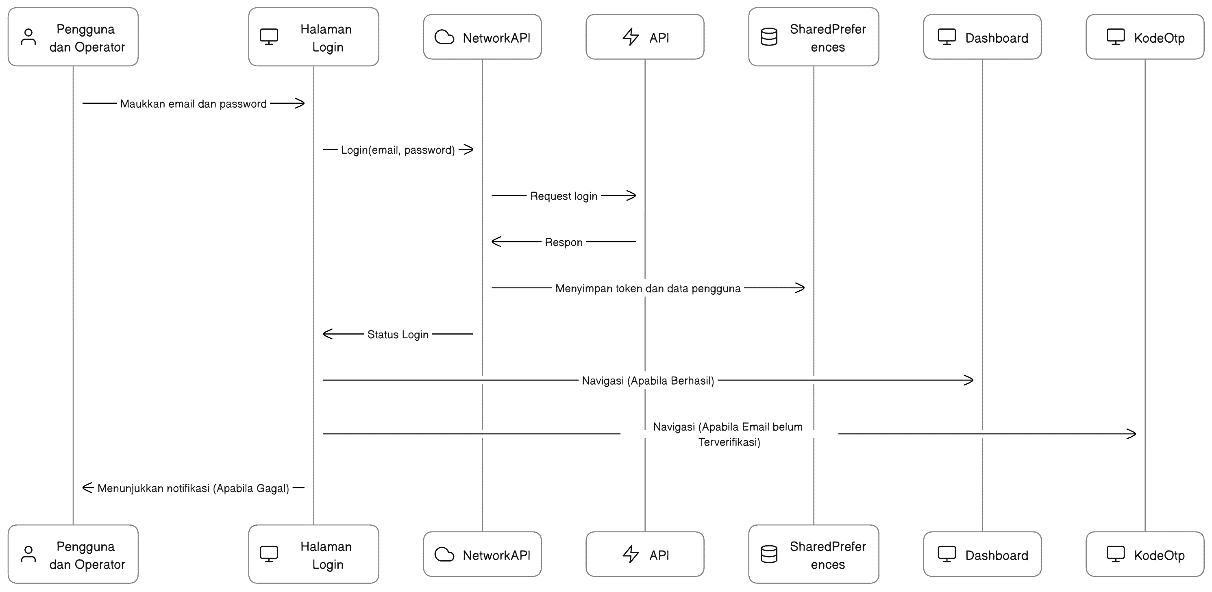 Pengguna
dan Operator
Halaman
Login
NetworkAPI
API
SharedPrefer
ences
Dashboard
KodeOtp
Maukkan email dan password
Login(email, password)
Request login
Respon
Menyimpan token dan data pengguna
Status Login
Navigasi (Apabila Berhasil)
Navigasi (Apabila Email belum
Terverifikasi)
Menunjukkan notifikasi (Apabila Gagal)
Pengguna
dan Operator
Halaman
Login
NetworkAPI
API
SharedPrefer
ences
Dashboard
KodeOtp